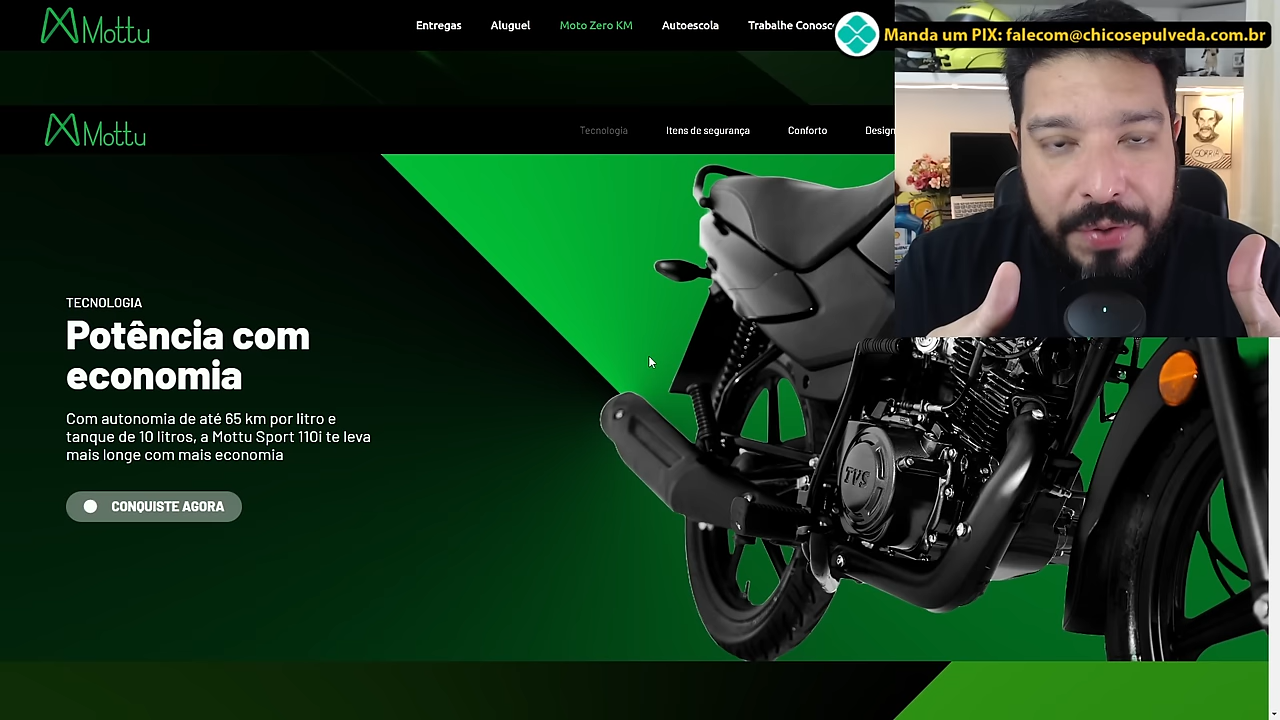 Mottu
Entregas
Aluguel
Moto Zero KM
Autoescola
Trabalhe Conosc
Manda um PIX: falecom@chicosepulveda.com.br
Mottu
Tecnologia
Itens de segurança
Conforto
Design
SORRIA
TECNOLOGIA
Potência com
economia
Com autonomia de até 65 km por litro e
tanque de 10 litros, a Mottu Sport 110i te leva
mais longe com mais economia
CONQUISTE AGORA
TVS